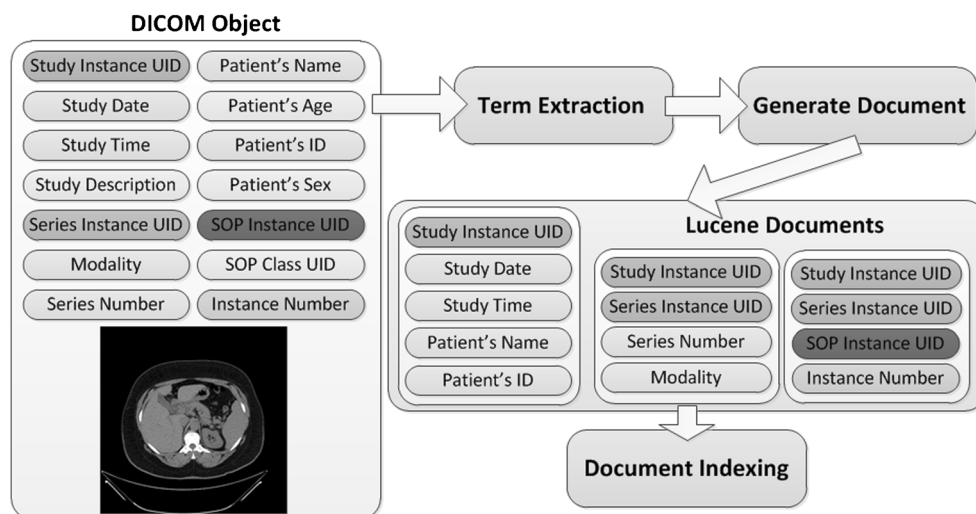 DICOM Object
Study Instance UID
Patient's Name
Study Date
Patient's Age
Study Time
Patient's ID
Study Description
Patient's Sex
Series Instance UID
SOP Instance UID
Modality
SOP Class UID
Series Number
Instance Number
Term Extraction
Generate Document
Lucene Documents
Study Instance UID
Study Date
Study Time
Patient's Name
Patient's ID
Study Instance UID
Series Instance UID
Series Number
Modality
Study Instance UID
Series Instance UID
SOP Instance UID
Instance Number
Document Indexing